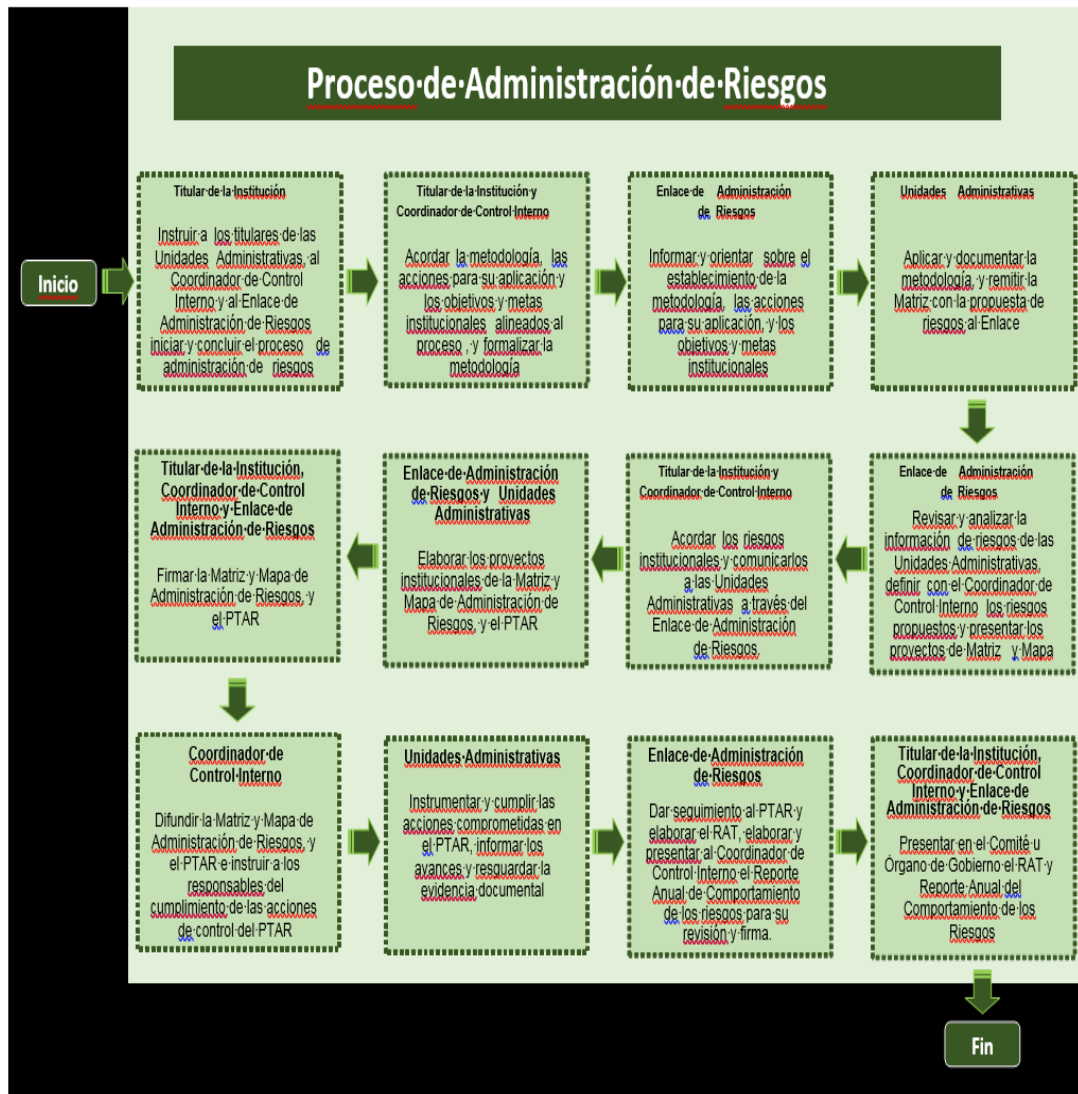 Proceso de Administración de Riesgos
Inicio
Titular de la Institución
Instruir a los titulares de las
Unidades Administrativas, al
Coordinador de Control
Interno y al Enlace de
Administración de Riesgos
iniciar y concluir el proceso de
administración de riesgos
Titular de la Institución y
Coordinador de Control Interno
Acordar la metodología, las
acciones para su aplicación y
los objetivos y metas
institucionales alineados al
proceso , y formalizar la
metodología
Enlace de Administración
de Riesgos
Informar y orientar sobre el
establecimiento de la
metodología, las acciones
para su aplicación, y los
objetivos y metas
institucionales
Unidades Administrativas
Aplicar y documentar la
metodología, y remitir la
Matriz con la propuesta de
riesgos al Enlace
Enlace de Administración
de Riesgos
Revisar y analizar la
información de riesgos de las
Unidades Administrativas,
definir con el Coordinador de
Control Interno los riesgos
propuestos y presentar los
proyectos de Matriz y Mapa
Titular de la Institución y
Coordinador de Control Interno
Acordar los riesgos
institucionales y comunicarlos
a las Unidades
Administrativas a través del
Enlace de Administración
de Riesgos.
Enlace de Administración
de Riesgos y Unidades
Administrativas
Elaborar los proyectos
institucionales de la Matriz y
Mapa de Administración de
Riesgos, y el PTAR
Titular de la Institución,
Coordinador de Control
Interno y Enlace de
Administración de Riesgos
Firmar la Matriz y Mapa de
Administración de Riesgos, y
el PTAR
Coordinador de
Control Interno
Difundir la Matriz y Mapa de
Administración de Riesgos, y
el PTAR e instruir a los
responsables del
cumplimiento de las acciones
de control del PTAR
Unidades Administrativas
Instrumentar y cumplir las
acciones comprometidas en
el PTAR, informar los
avances y resguardar la
evidencia documental
Enlace de Administración
de Riesgos
Dar seguimiento al PTAR y
elaborar el RAT, elaborar y
presentar al Coordinador de
Control Interno el Reporte
Anual de Comportamiento
de los riesgos para su
revisión y firma.
Titular de la Institución,
Coordinador de Control
Interno y Enlace de
Administración de Riesgos
Presentar en el Comité u
Órgano de Gobierno el RAT y
Reporte Anual del
Comportamiento de los
Riesgos
Fin